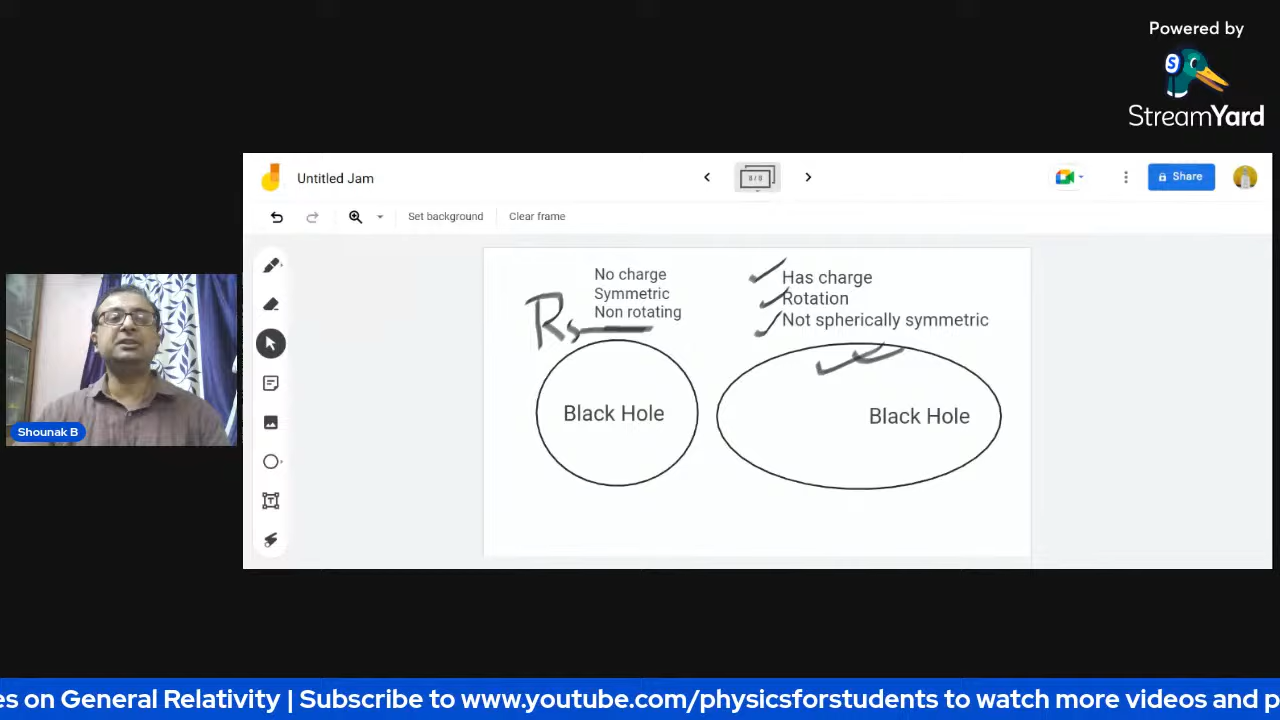 Powered by
StreamYard
Untitled Jam
8 / 8
Share
Set background
Clear frame
No charge
Symmetric
Non rotating
Rs
Has charge
Rotation
Not spherically symmetric
Black Hole
Black Hole
Shounak B
es on General Relativity | Subscribe to www.youtube.com/physicsforstudents to watch more videos and p